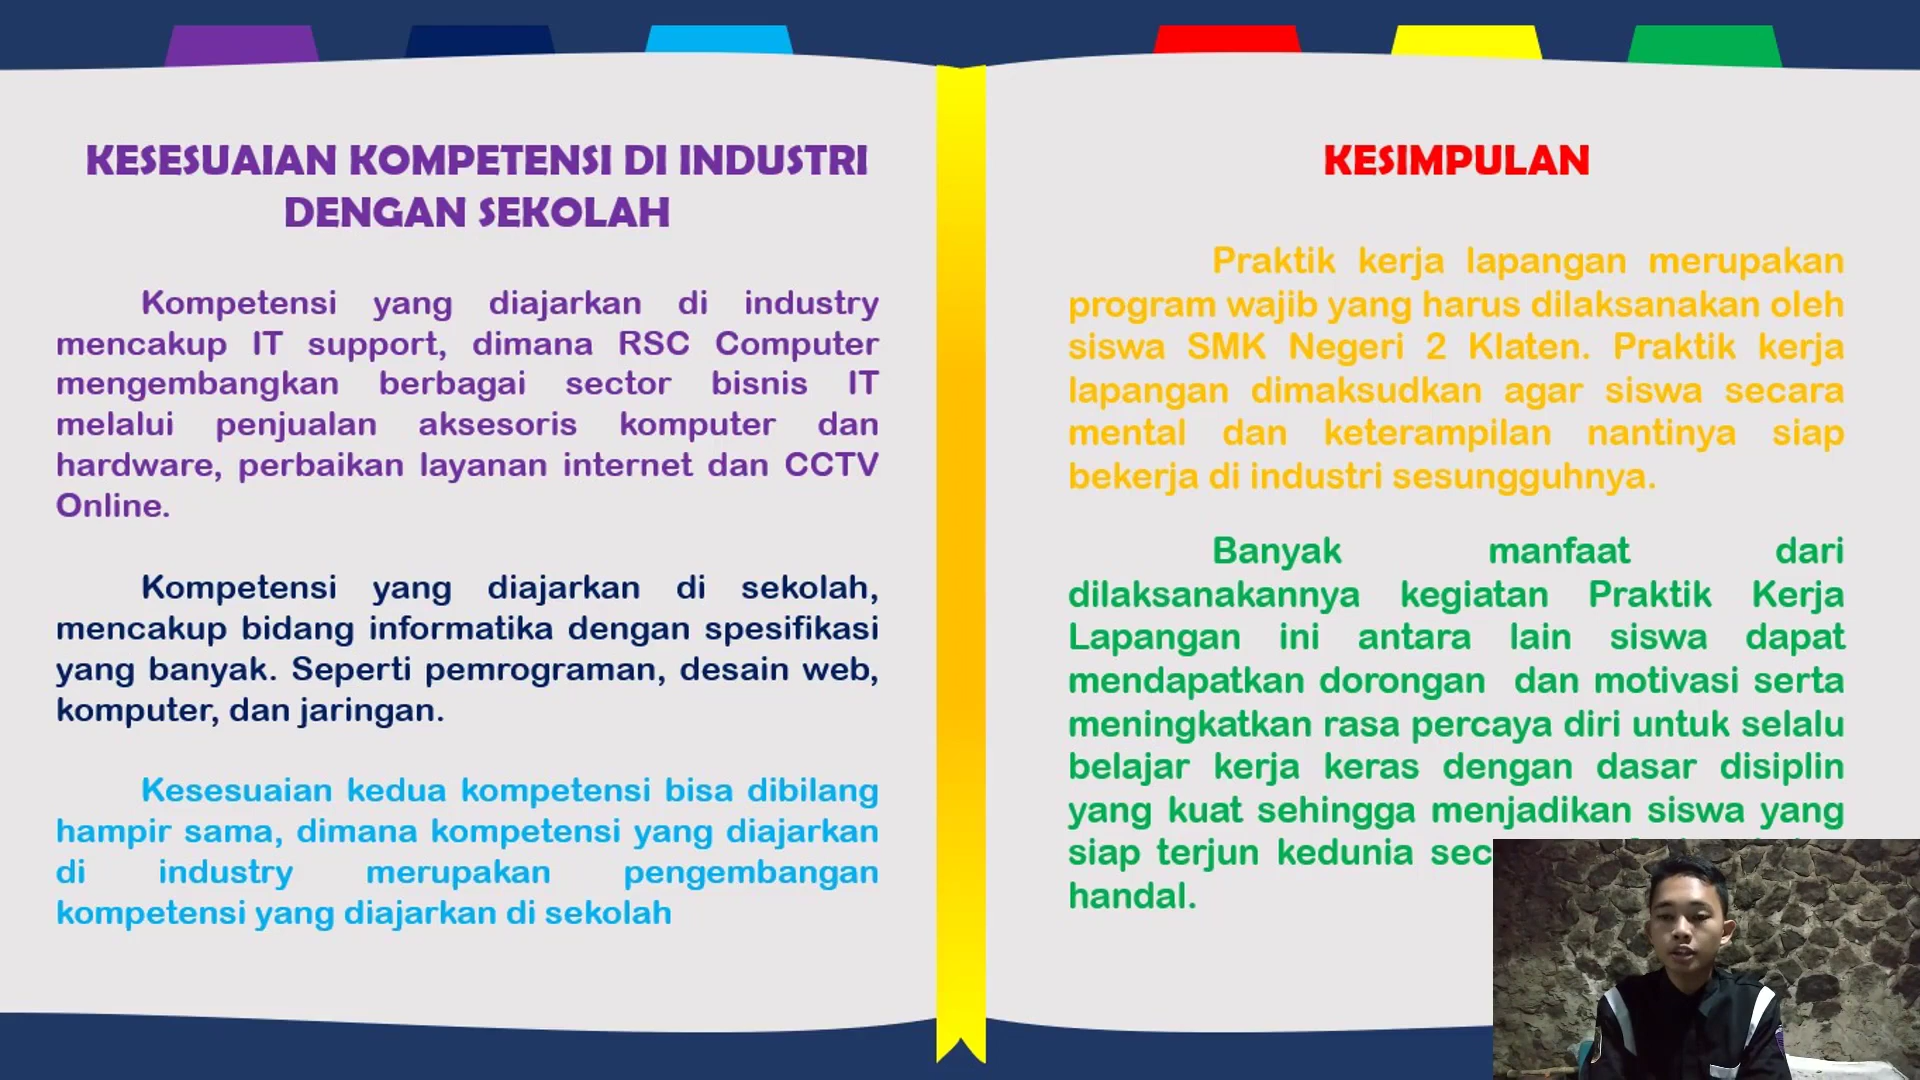 KESESUAIAN KOMPETENSI DI INDUSTRI
DENGAN SEKOLAH
Kompetensi yang diajarkan di industry
mencakup IT support, dimana RSC Computer
mengembangkan berbagai sector bisnis IT
melalui penjualan aksesoris komputer dan
hardware, perbaikan layanan internet dan CCTV
Online.
Kompetensi yang diajarkan di sekolah,
mencakup bidang informatika dengan spesifikasi
yang banyak. Seperti pemrograman, desain web,
komputer, dan jaringan.
Kesesuaian kedua kompetensi bisa dibilang
hampir sama, dimana kompetensi yang diajarkan
di industry merupakan pengembangan
kompetensi yang diajarkan di sekolah
KESIMPULAN
Praktik kerja lapangan merupakan
program wajib yang harus dilaksanakan oleh
siswa SMK Negeri 2 Klaten. Praktik kerja
lapangan dimaksudkan agar siswa secara
mental dan keterampilan nantinya siap
bekerja di industri sesungguhnya.
Banyak manfaat dari
dilaksanakannya kegiatan Praktik Kerja
Lapangan ini antara lain siswa dapat
mendapatkan dorongan dan motivasi serta
meningkatkan rasa percaya diri untuk selalu
belajar kerja keras dengan dasar disiplin
yang kuat sehingga menjadikan siswa yang
siap terjun kedunia
handal.